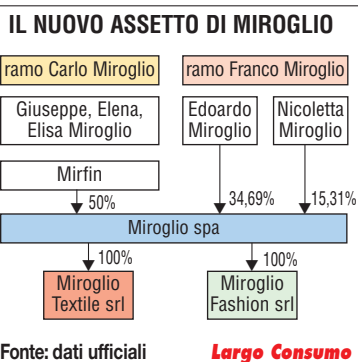 IL NUOVO ASSETTO DI MIROGLIO
ramo Carlo Miroglio
ramo Franco Miroglio
Giuseppe, Elena,
Elisa Miroglio
Edoardo
Miroglio
Nicoletta
Miroglio
Mirfin
50%
34,69%
15,31%
Miroglio spa
100%
100%
Miroglio
Textile srl
Miroglio
Fashion srl
Fonte: dati ufficiali
Largo Consumo